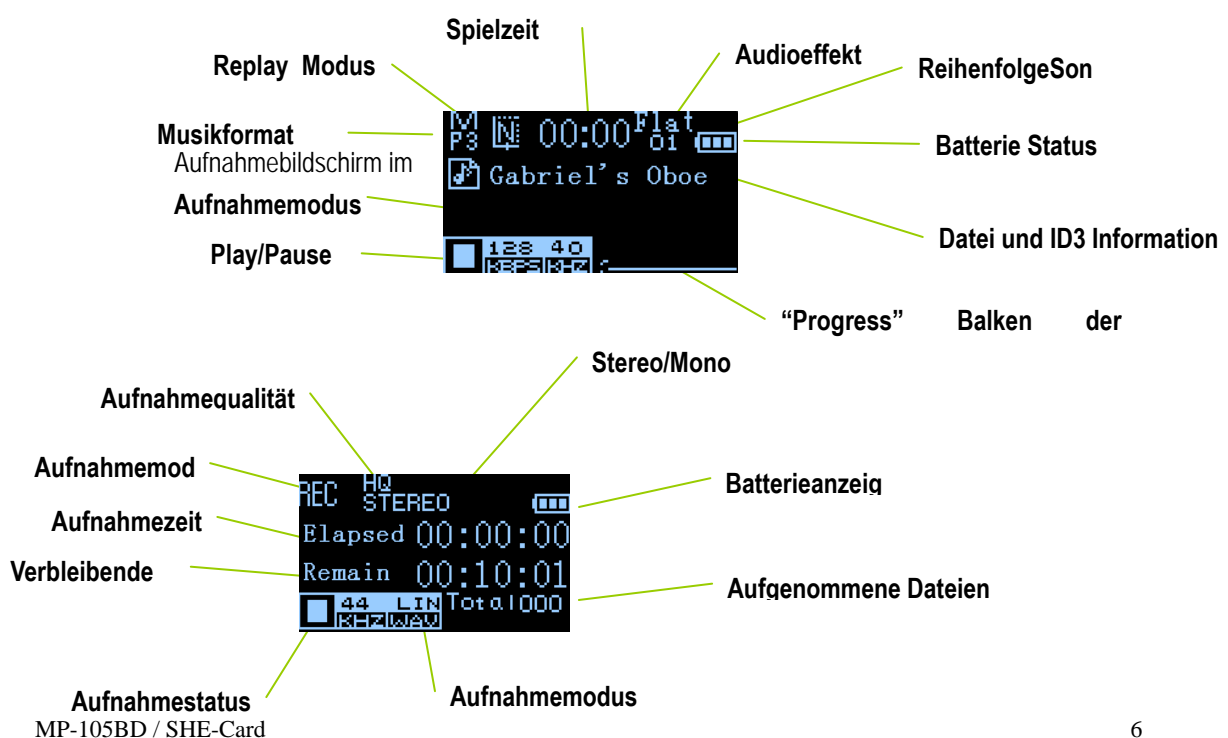 Spielzeit
Replay Modus
Audioeffekt
ReihenfolgeSon
Musikformat
MP3 N 00:00 Flat 01
Batterie Status
Aufnahmebildschirm im
Gabriel's Oboe
Aufnahmemodus
Datei und ID3 Information
Play/Pause
128 40
KBPS KHZ
“Progress” Balken der
Stereo/Mono
Aufnahmequalität
Aufnahmemod
REC HQ
STEREO
Batterieanzeig
Aufnahmezeit
Elapsed 00:00:00
Verbleibende
Remain 00:10:01
Aufgenommene Dateien
44 LIN Total000
KHZ WAV
Aufnahmestatus
Aufnahmemodus
MP-105BD / SHE-Card 6